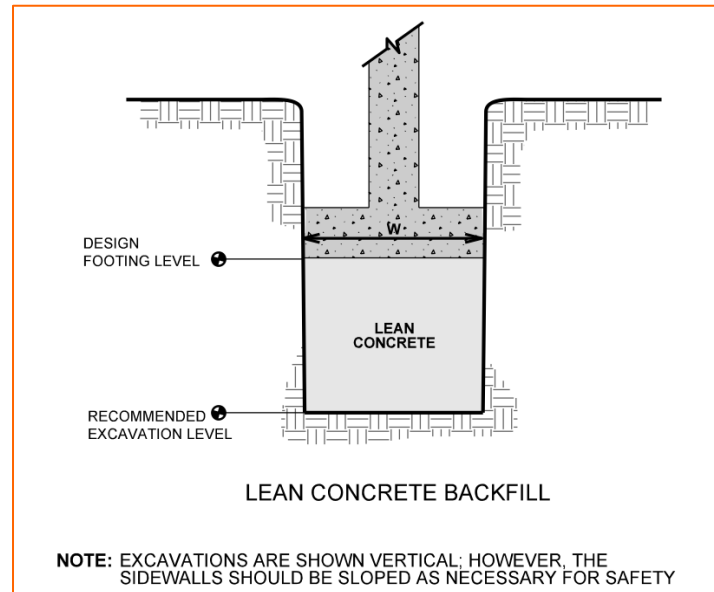 W
DESIGN
FOOTING LEVEL
LEAN
CONCRETE
RECOMMENDED
EXCAVATION LEVEL
LEAN CONCRETE BACKFILL
NOTE: EXCAVATIONS ARE SHOWN VERTICAL; HOWEVER, THE
SIDEWALLS SHOULD BE SLOPED AS NECESSARY FOR SAFETY